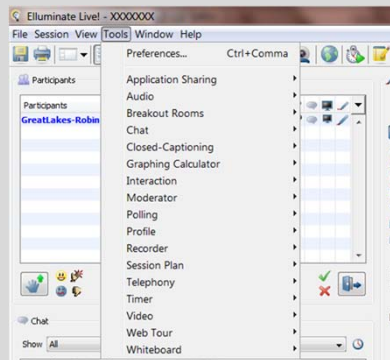 Elluminate Live! - XXXXXXX
File Session View Tools Window Help
Preferences... Ctrl+Comma
Participants
Application Sharing
Audio
Participants
Breakout Rooms
GreatLakes-Robin
Chat
Closed-Captioning
Graphing Calculator
Interaction
Moderator
Polling
Profile
Recorder
Session Plan
Telephony
Timer
Video
Chat
Web Tour
Show All
Whiteboard